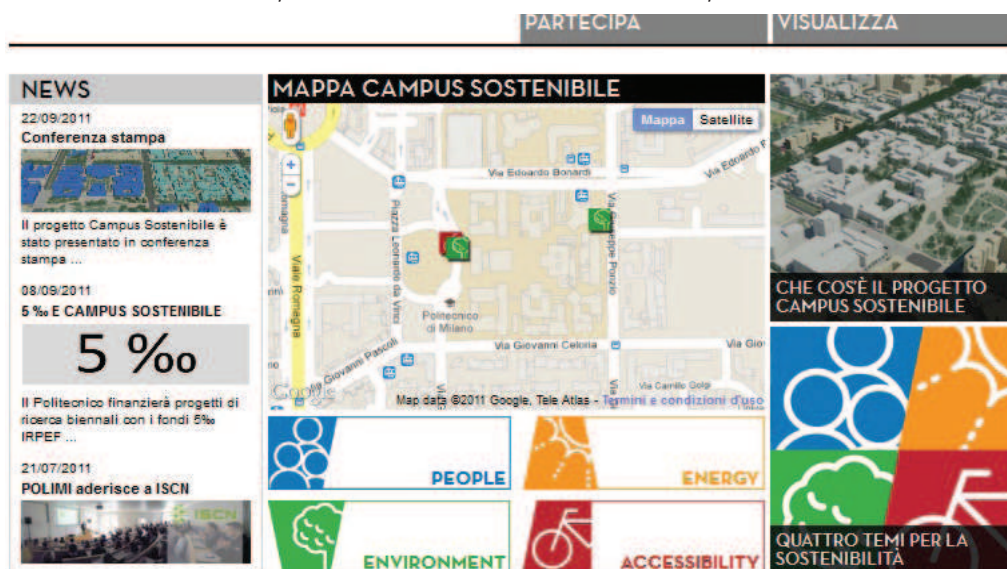 PARTECIPA
VISUALIZZA
NEWS
22/09/2011
Conferenza stampa
Il progetto Campus Sostenibile è
stato presentato in conferenza
stampa ...
08/09/2011
5 ‰ E CAMPUS SOSTENIBILE
5 ‰
Il Politecnico finanzierà progetti di
ricerca biennali con i fondi 5‰
IRPEF ...
21/07/2011
POLIMI aderisce a ISCN
ISCN
MAPPA CAMPUS SOSTENIBILE
Mappa
Satellite
Via Edoardo Bonardi
Via Edoardo
Piazza Leonardo da Vinci
Via Giuseppe Ponzio
Viale Romagna
Romagna
Politecnico
di Milano
Via Giovanni Celoria
Via Gio
Via Giovanni Pascoli
Via Camillo Golgi
Google
Map data ©2011 Google, Tele Atlas - Termini e condizioni d'uso
PEOPLE
ENERGY
ENVIRONMENT
ACCESSIBILITY
CHE COS'È IL PROGETTO
CAMPUS SOSTENIBILE
QUATTRO TEMI PER LA
SOSTENIBILITÀ